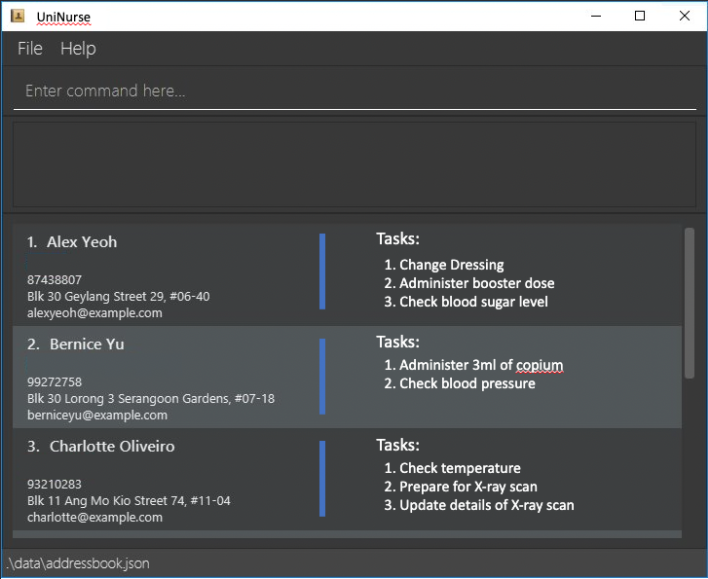 UniNurse
File Help
Enter command here...
1. Alex Yeoh
87438807
Blk 30 Geylang Street 29, #06-40
alexyeoh@example.com
Tasks:
1. Change Dressing
2. Administer booster dose
3. Check blood sugar level
2. Bernice Yu
99272758
Blk 30 Lorong 3 Serangoon Gardens, #07-18
berniceyu@example.com
Tasks:
1. Administer 3ml of copium
2. Check blood pressure
3. Charlotte Oliveiro
93210283
Blk 11 Ang Mo Kio Street 74, #11-04
charlotte@example.com
Tasks:
1. Check temperature
2. Prepare for X-ray scan
3. Update details of X-ray scan
.\data\addressbook.json